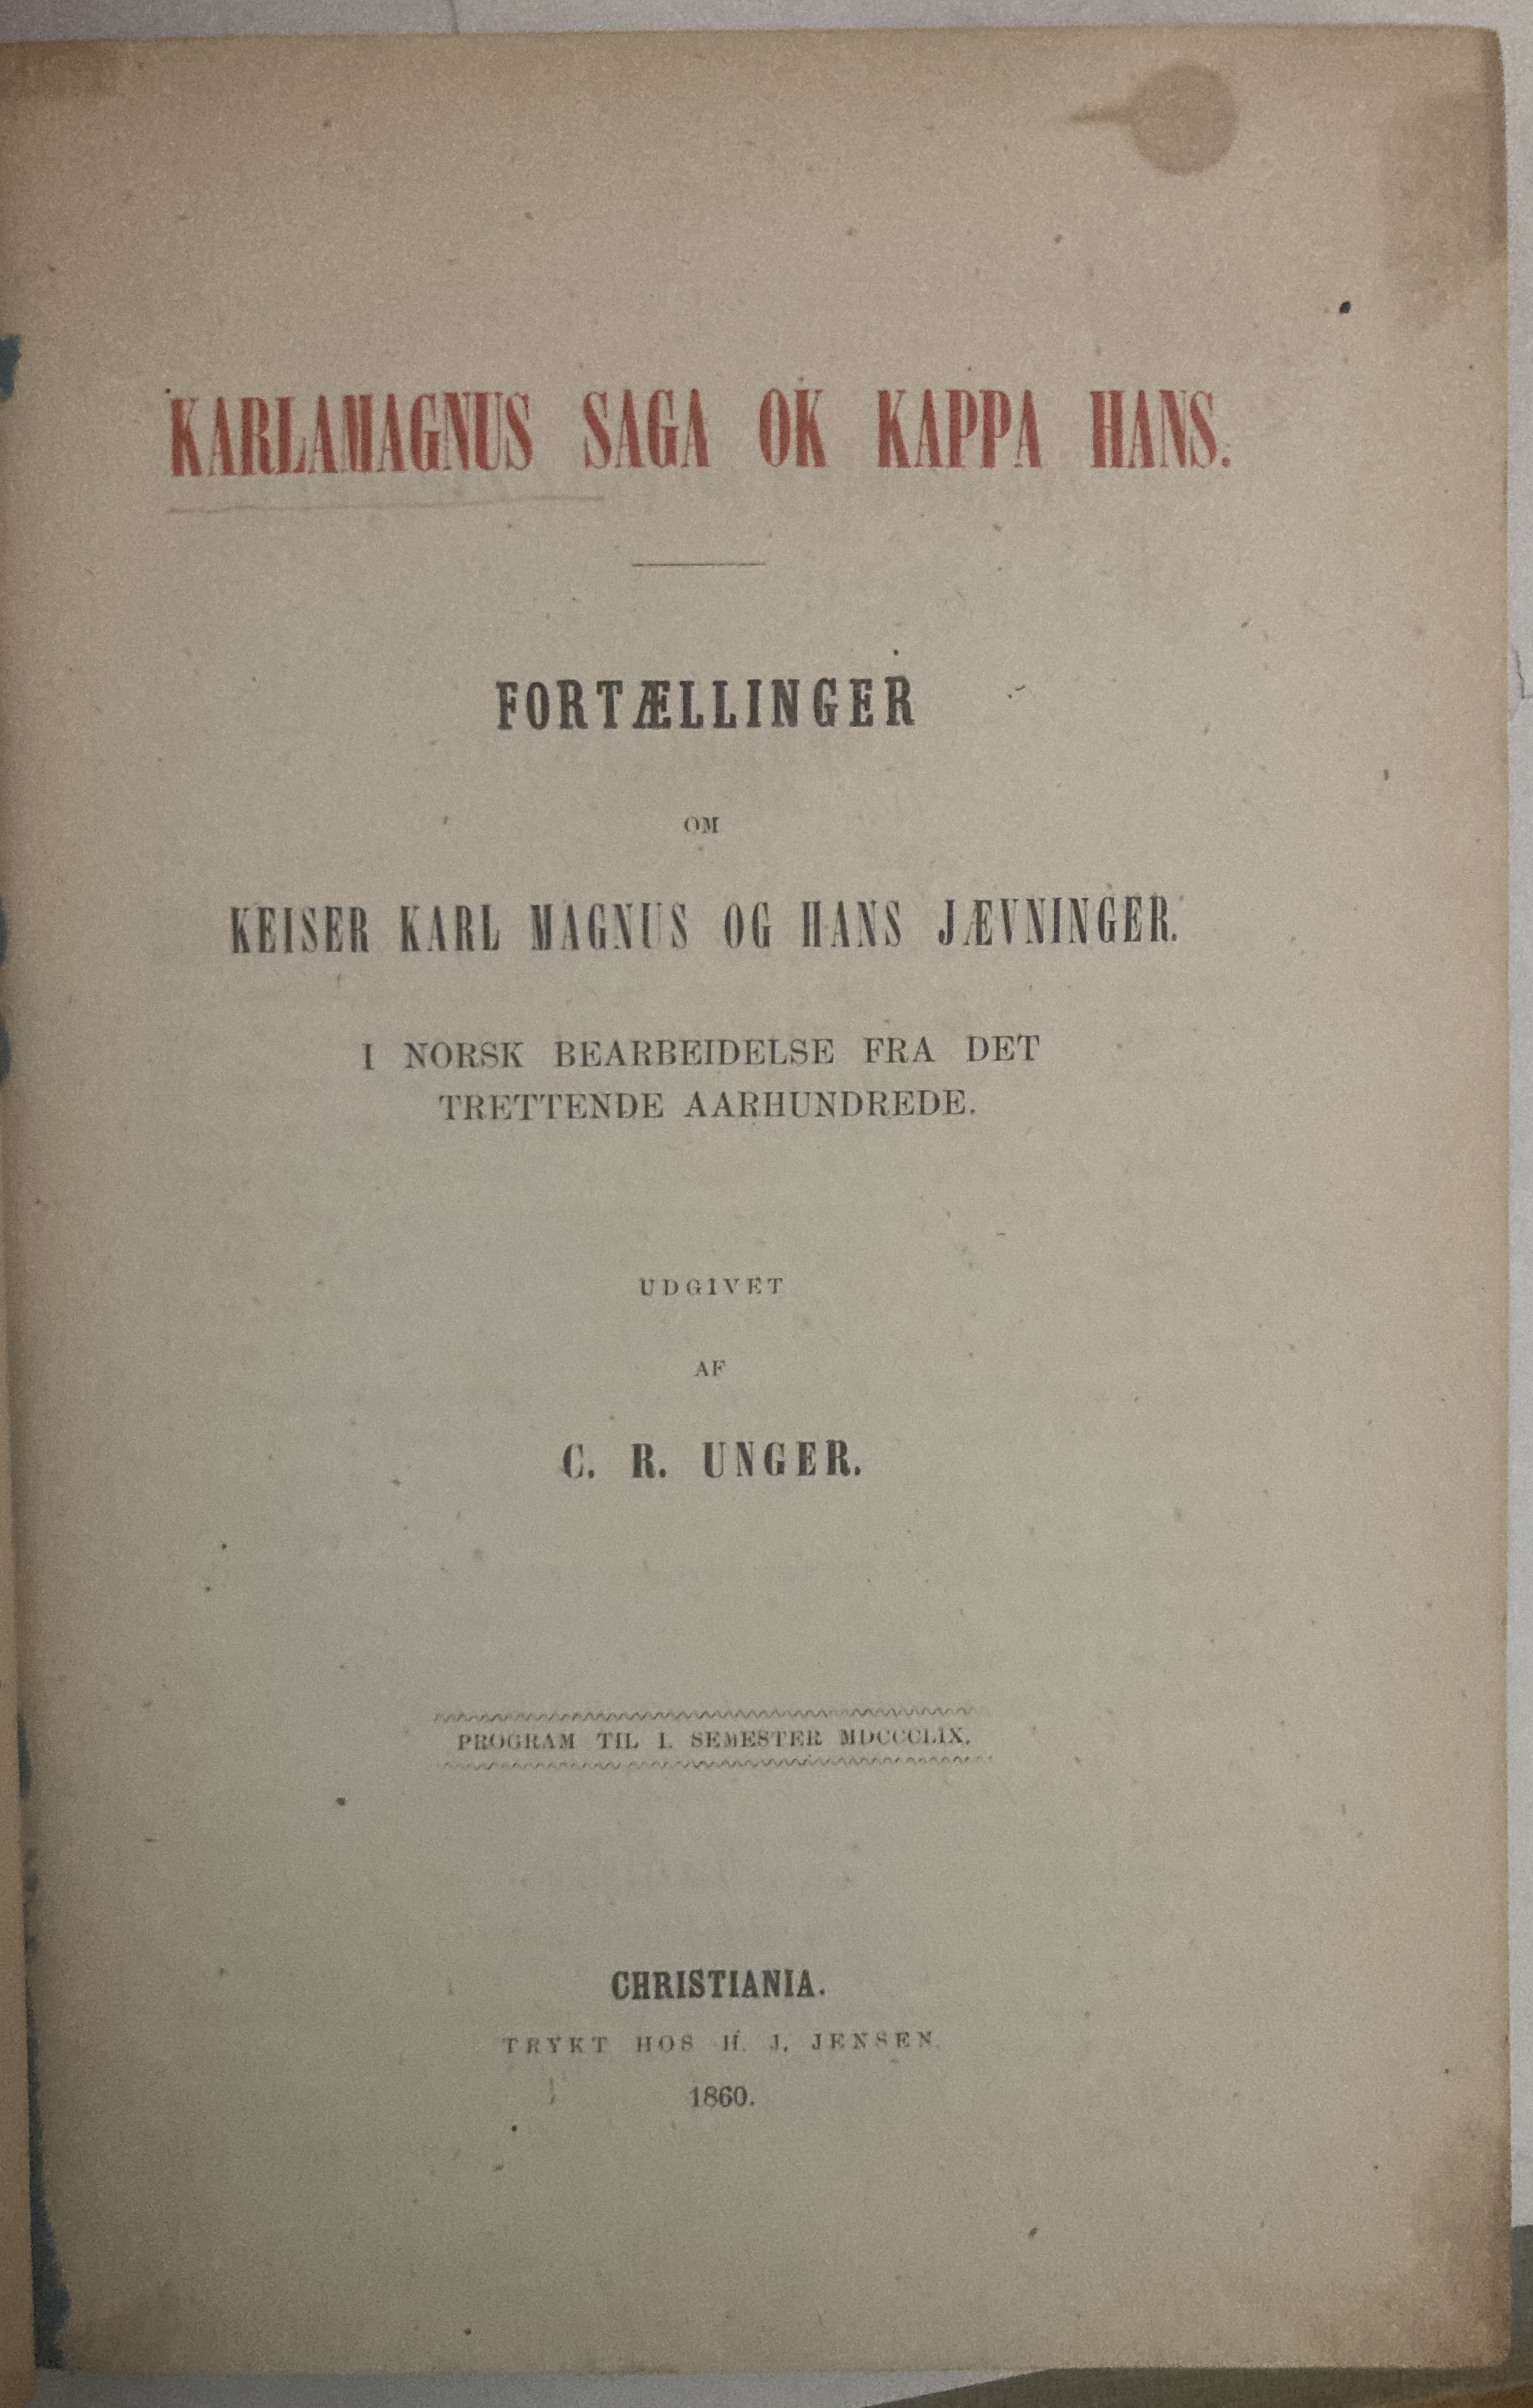 KARLAMAGNUS SAGA OK KAPPA HANS.
FORTÆLLINGER
OM
KEISER KARL MAGNUS OG HANS JÆVNINGER.
I NORSK BEARBEIDELSE FRA DET
TRETTENDE AARHUNDREDE.
UDGIVET
AF
C. R. UNGER.
PROGRAM TIL I. SEMESTER MDCCCLIX.
CHRISTIANIA.
TRYKT HOS H. J. JENSEN.
1860.